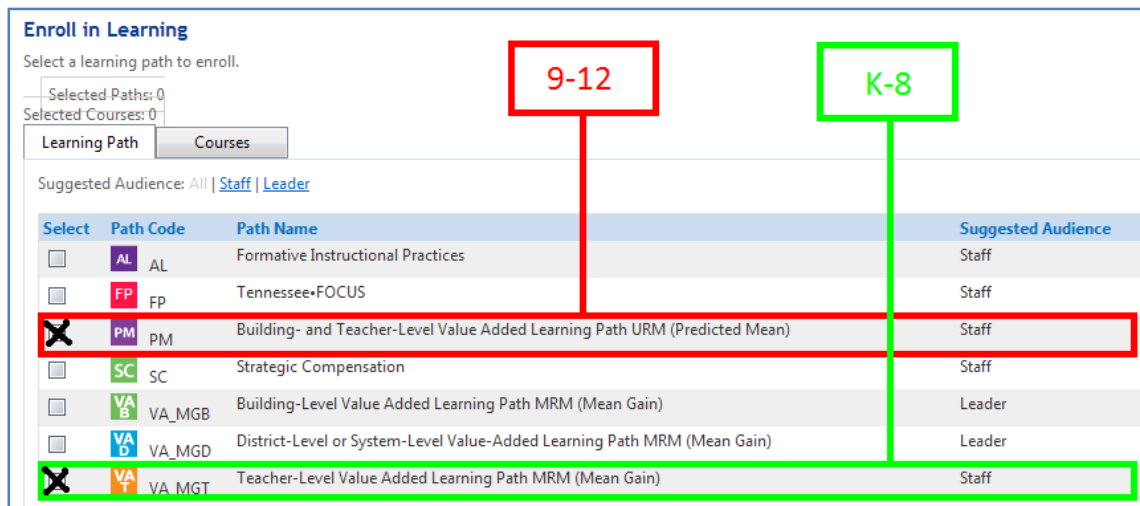 Enroll in Learning
Select a learning path to enroll.
9-12
K-8
Selected Paths: 0
Selected Courses: 0
Learning Path Courses
Suggested Audience: All | Staff | Leader
Select Path Code Path Name Suggested Audience
AL AL Formative Instructional Practices Staff
FP FP Tennessee•FOCUS Staff
PM PM Building- and Teacher-Level Value Added Learning Path URM (Predicted Mean) Staff
SC SC Strategic Compensation Staff
VA B VA_MGB Building-Level Value Added Learning Path MRM (Mean Gain) Leader
VA D VA_MGD District-Level or System-Level Value-Added Learning Path MRM (Mean Gain) Leader
VA T VA_MGT Teacher-Level Value Added Learning Path MRM (Mean Gain) Staff